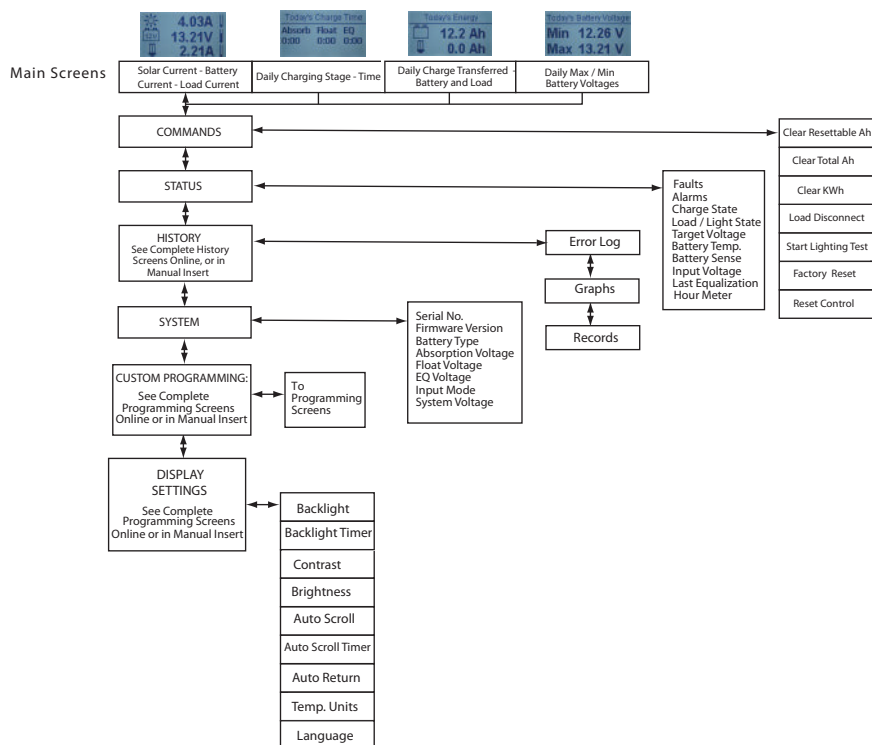 4.03A
12V
13.21V
2.21A
Today's Charge Time
Absorb Float EQ
0:00 0:00 0:00
Today's Energy
12.2 Ah
0.0 Ah
Today's Battery Voltage
Min 12.26 V
Max 13.21 V
Main Screens
Solar Current - Battery
Current - Load Current
Daily Charging Stage - Time
Daily Charge Transferred -
Battery and Load
Daily Max / Min
Battery Voltages
COMMANDS
Clear Resettable Ah
Clear Total Ah
Clear KWh
Load Disconnect
Start Lighting Test
Factory Reset
Reset Control
STATUS
Faults
Alarms
Charge State
Load / Light State
Target Voltage
Battery Temp.
Battery Sense
Input Voltage
Last Equalization
Hour Meter
HISTORY
See Complete History
Screens Online, or in
Manual Insert
Error Log
Graphs
Records
SYSTEM
Serial No.
Firmware Version
Battery Type
Absorption Voltage
Float Voltage
EQ Voltage
Input Mode
System Voltage
CUSTOM PROGRAMMING:
See Complete
Programming Screens
Online or in Manual Insert
To
Programming
Screens
DISPLAY
SETTINGS
See Complete
Programming Screens
Online or in Manual Insert
Backlight
Backlight Timer
Contrast
Brightness
Auto Scroll
Auto Scroll Timer
Auto Return
Temp. Units
Language